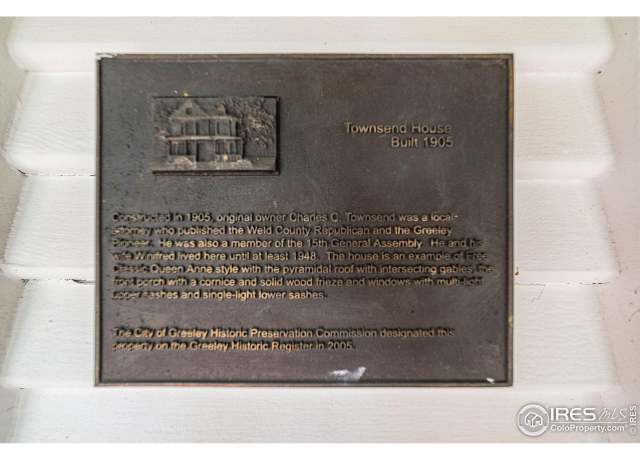 Townsend House
Built 1905
Constructed in 1905, original owner Charles C. Townsend was a local
attorney who published the Weld County Republican and the Greeley
Pioneer. He was also a member of the 15th General Assembly. He and his
wife Winifred lived here until at least 1948. The house is an example of Free
Classic Queen Anne style with the pyramidal roof with intersecting gables, the
front porch with a cornice and solid wood frieze and windows with multi-light
upper sashes and single-light lower sashes.
The City of Greeley Historic Preservation Commission designated this
property on the Greeley Historic Register in 2005.
IRES MLS
ColoProperty.com
© IRES